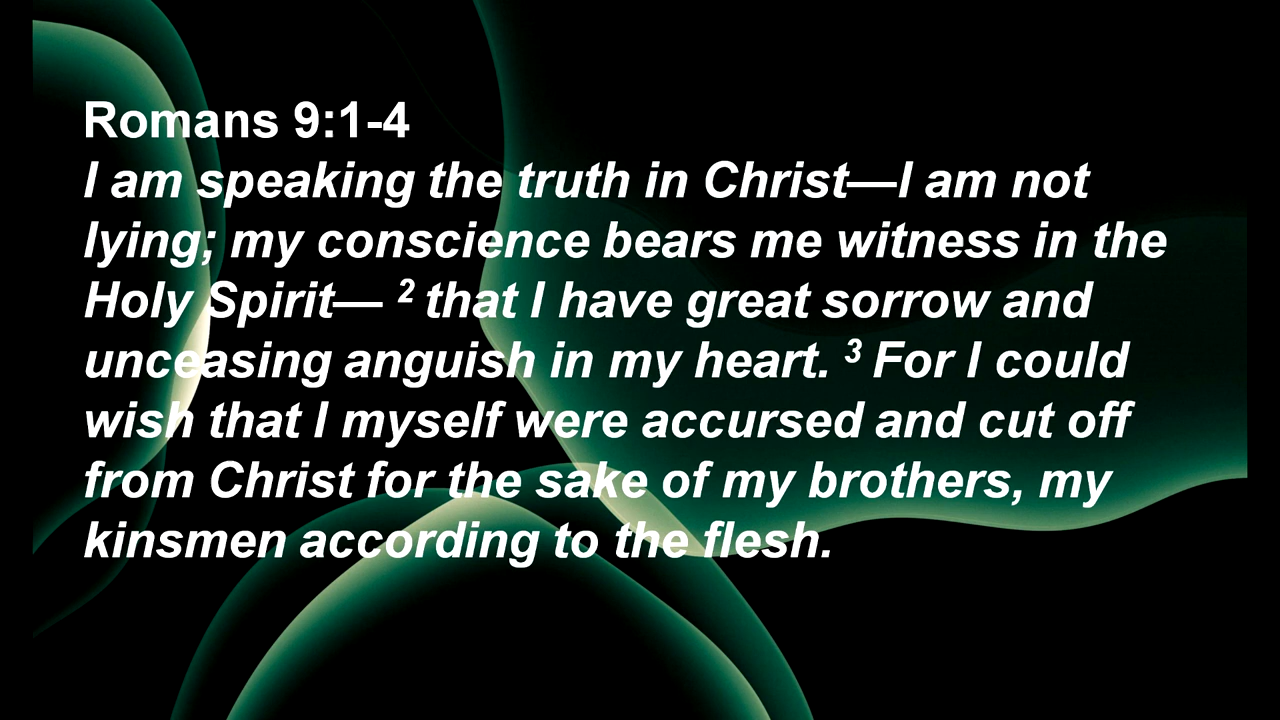 Romans 9:1-4
I am speaking the truth in Christ—I am not
lying; my conscience bears me witness in the
Holy Spirit— ² that I have great sorrow and
unceasing anguish in my heart. ³ For I could
wish that I myself were accursed and cut off
from Christ for the sake of my brothers, my
kinsmen according to the flesh.